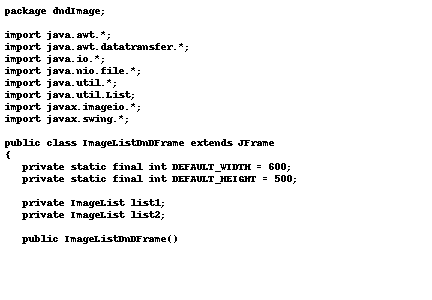 package dndImage;

import java.awt.*;
import java.awt.datatransfer.*;
import java.io.*;
import java.nio.file.*;
import java.util.*;
import java.util.List;
import javax.imageio.*;
import javax.swing.*;

public class ImageListDnDFrame extends JFrame
{
   private static final int DEFAULT_WIDTH = 600;
   private static final int DEFAULT_HEIGHT = 500;

   private ImageList list1;
   private ImageList list2;

   public ImageListDnDFrame()